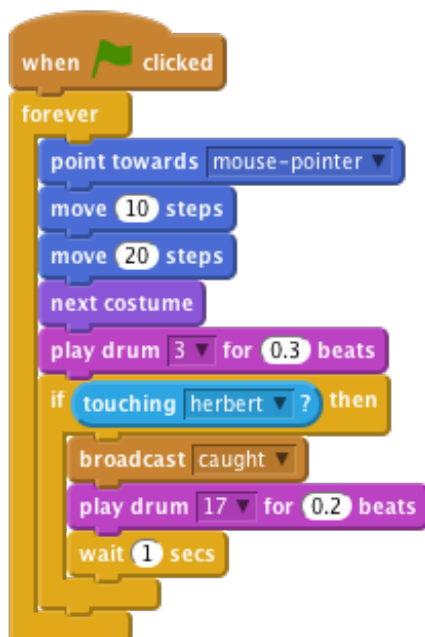 when clicked
forever
point towards mouse-pointer
move 10 steps
move 20 steps
next costume
play drum 3 for 0.3 beats
if touching herbert ? then
broadcast caught
play drum 17 for 0.2 beats
wait 1 secs